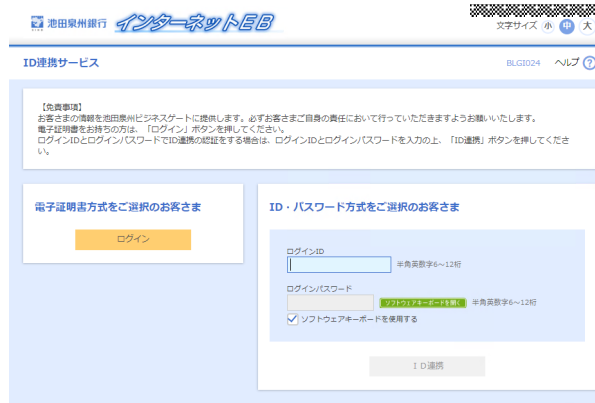 池田泉州銀行 インターネットEB
文字サイズ 小 中 大
ID連携サービス
BLGI024 ヘルプ ?
【免責事項】
お客さまの情報を池田泉州ビジネスゲートに提供します。必ずお客さまご自身の責任において行っていただきますようお願いいたします。
電子証明書をお持ちの方は、「ログイン」ボタンを押してください。
ログインIDとログインパスワードでID連携の認証をする場合は、ログインIDとログインパスワードを入力の上、「ID連携」ボタンを押してくださ
い。
電子証明書方式をご選択のお客さま
ログイン
ID・パスワード方式をご選択のお客さま
ログインID
半角英数字6～12桁
ログインパスワード
ソフトウェアキーボードを開く 半角英数字6～12桁
ソフトウェアキーボードを使用する
ＩＤ連携